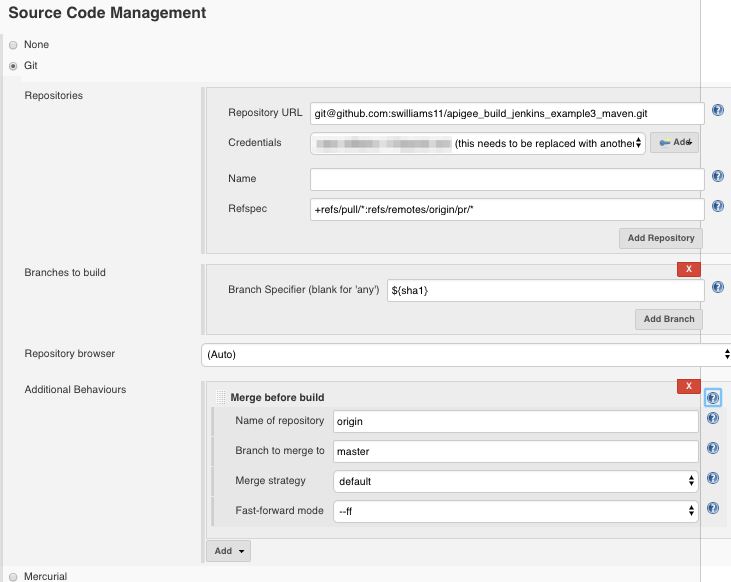 Source Code Management
None
Git
Repositories
Repository URL git@github.com:swilliams11/apigee_build_jenkins_example3_maven.git
Credentials (this needs to be replaced with another Add
Name
Refspec +refs/pull/*:refs/remotes/origin/pr/*
Add Repository
Branches to build
X
Branch Specifier (blank for 'any') ${sha1}
Add Branch
Repository browser (Auto)
Additional Behaviours
X
Merge before build
Name of repository origin
Branch to merge to master
Merge strategy default
Fast-forward mode --ff
Add
Mercurial